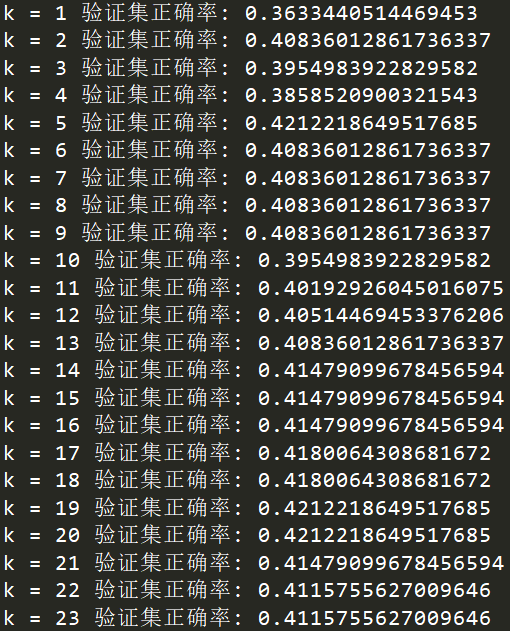 k = 1 验证集正确率: 0.3633440514469453
k = 2 验证集正确率: 0.40836012861736337
k = 3 验证集正确率: 0.3954983922829582
k = 4 验证集正确率: 0.3858520900321543
k = 5 验证集正确率: 0.4212218649517685
k = 6 验证集正确率: 0.40836012861736337
k = 7 验证集正确率: 0.40836012861736337
k = 8 验证集正确率: 0.40836012861736337
k = 9 验证集正确率: 0.40836012861736337
k = 10 验证集正确率: 0.3954983922829582
k = 11 验证集正确率: 0.40192926045016075
k = 12 验证集正确率: 0.40514469453376206
k = 13 验证集正确率: 0.40836012861736337
k = 14 验证集正确率: 0.41479099678456594
k = 15 验证集正确率: 0.41479099678456594
k = 16 验证集正确率: 0.41479099678456594
k = 17 验证集正确率: 0.4180064308681672
k = 18 验证集正确率: 0.4180064308681672
k = 19 验证集正确率: 0.4212218649517685
k = 20 验证集正确率: 0.4212218649517685
k = 21 验证集正确率: 0.41479099678456594
k = 22 验证集正确率: 0.4115755627009646
k = 23 验证集正确率: 0.4115755627009646